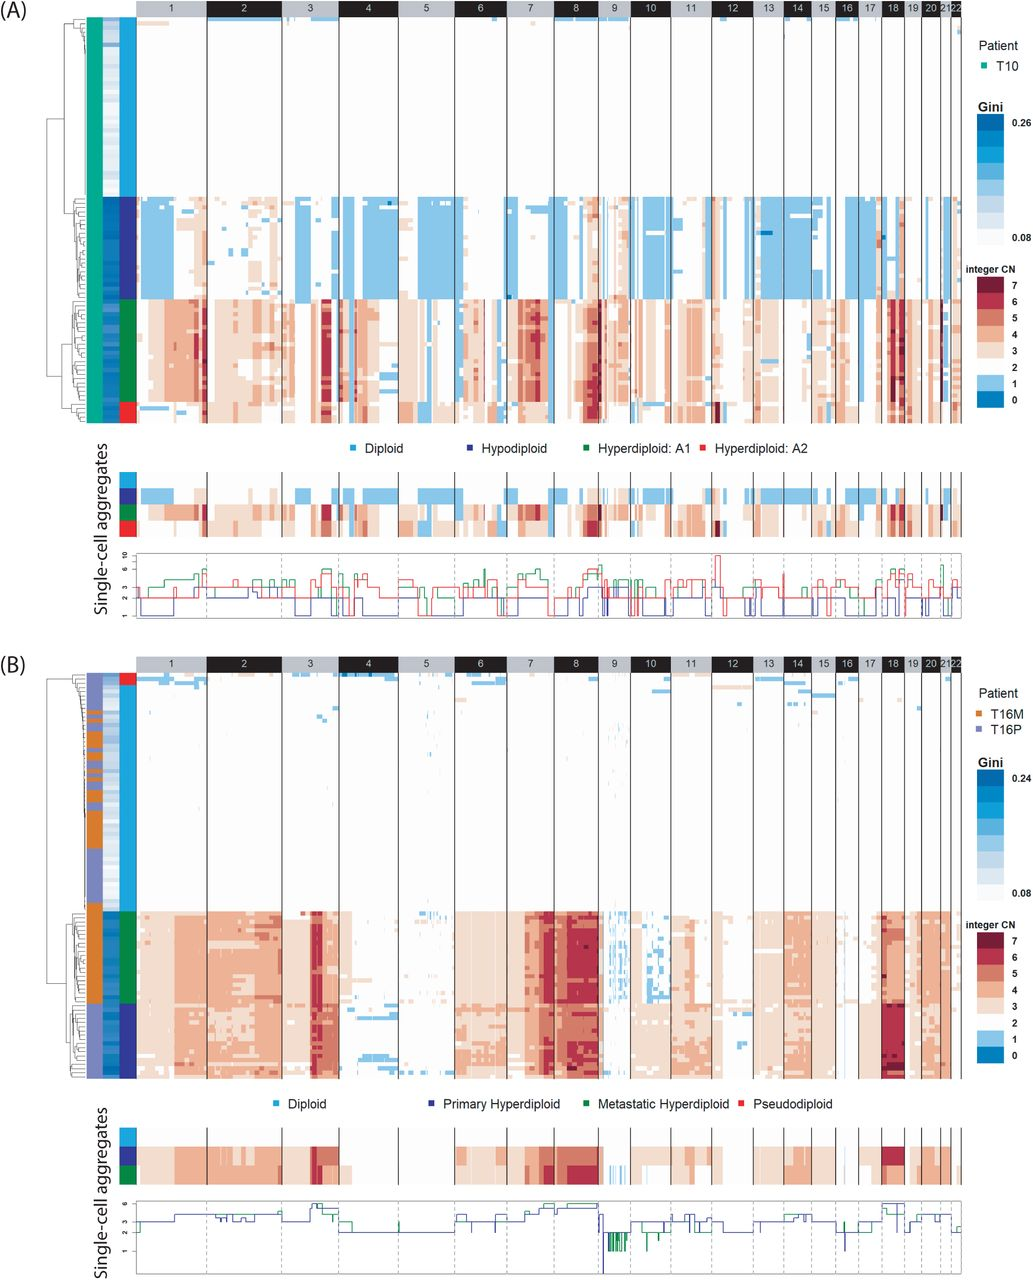 (A)
1 2 3 4 5 6 7 8 9 10 11 12 13 14 15 16 17 18 19 20 21 22
Patient
T10
Gini
0.26
0.08
integer CN
7
6
5
4
3
2
1
0
Diploid Hypodiploid Hyperdiploid: A1 Hyperdiploid: A2
Single-cell aggregates
10
6
3
2
1
(B)
1 2 3 4 5 6 7 8 9 10 11 12 13 14 15 16 17 18 19 20 21 22
Patient
T16M
T16P
Gini
0.24
0.08
integer CN
7
6
5
4
3
2
1
0
Diploid Primary Hyperdiploid Metastatic Hyperdiploid Pseudodiploid
Single-cell aggregates
6
3
2
1